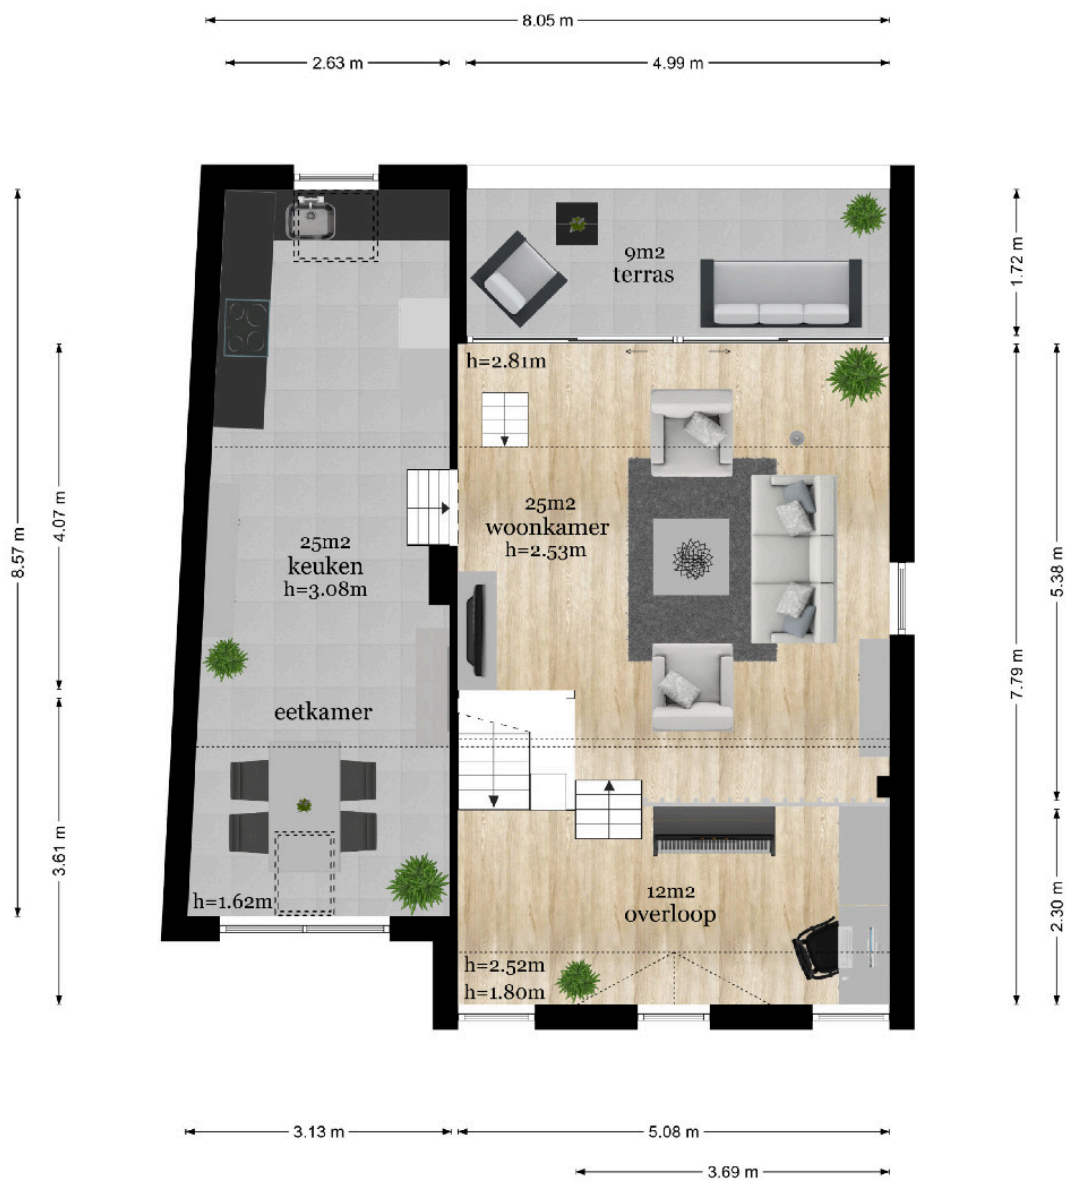 8.05 m
2.63 m
4.99 m
9m2
terras
1.72 m
h=2.81m
8.57 m
4.07 m
25m2
keuken
h=3.08m
25m2
woonkamer
h=2.53m
5.38 m
7.79 m
eetkamer
3.61 m
h=1.62m
12m2
overloop
2.30 m
h=2.52m
h=1.80m
3.13 m
5.08 m
3.69 m